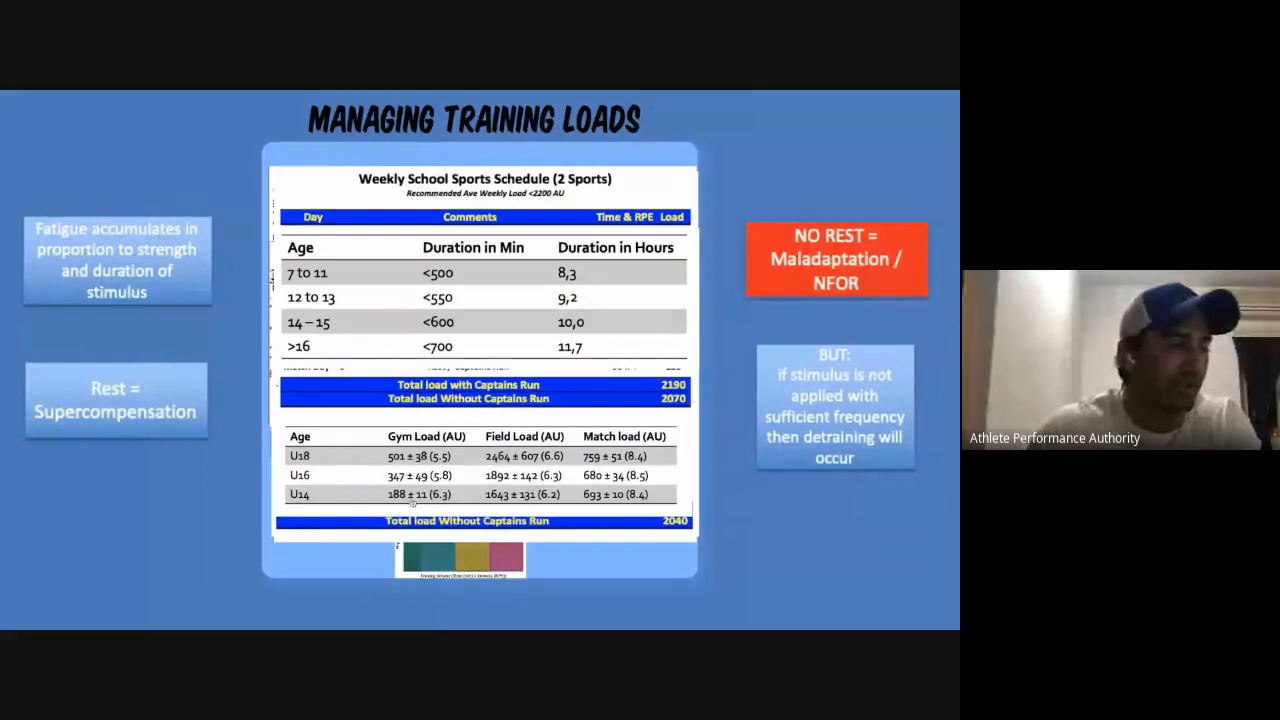 MANAGING TRAINING LOADS
Fatigue accumulates in
proportion to strength
and duration of
stimulus
Rest =
Supercompensation
Weekly School Sports Schedule (2 Sports)
Recommended Ave Weekly Load <2200 AU
Day Comments Time & RPE Load
Age Duration in Min Duration in Hours
7 to 11 <500 8,3
12 to 13 <550 9,2
14 – 15 <600 10,0
>16 <700 11,7
Total load with Captains Run 2190
Total load Without Captains Run 2070
Age Gym Load (AU) Field Load (AU) Match load (AU)
U18 501 ± 38 (5.5) 2464 ± 607 (6.6) 759 ± 51 (8.4)
U16 347 ± 49 (5.8) 1892 ± 142 (6.3) 680 ± 34 (8.5)
U14 188 ± 11 (6.3) 1643 ± 131 (6.2) 693 ± 10 (8.4)
Total load Without Captains Run 2040
NO REST =
Maladaptation /
NFOR
BUT:
if stimulus is not
applied with
sufficient frequency
then detraining will
occur
Athlete Performance Authority